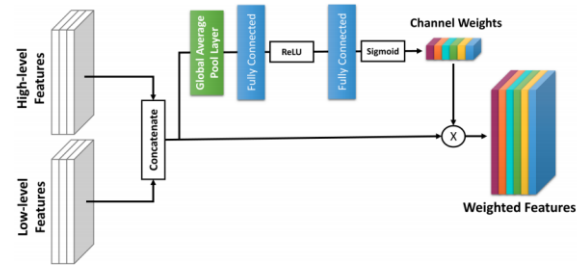 High-level
Features
Low-level
Features
Concatenate
Global Average
Pool Layer
Fully Connected
ReLU
Fully Connected
Sigmoid
Channel Weights
X
Weighted Features